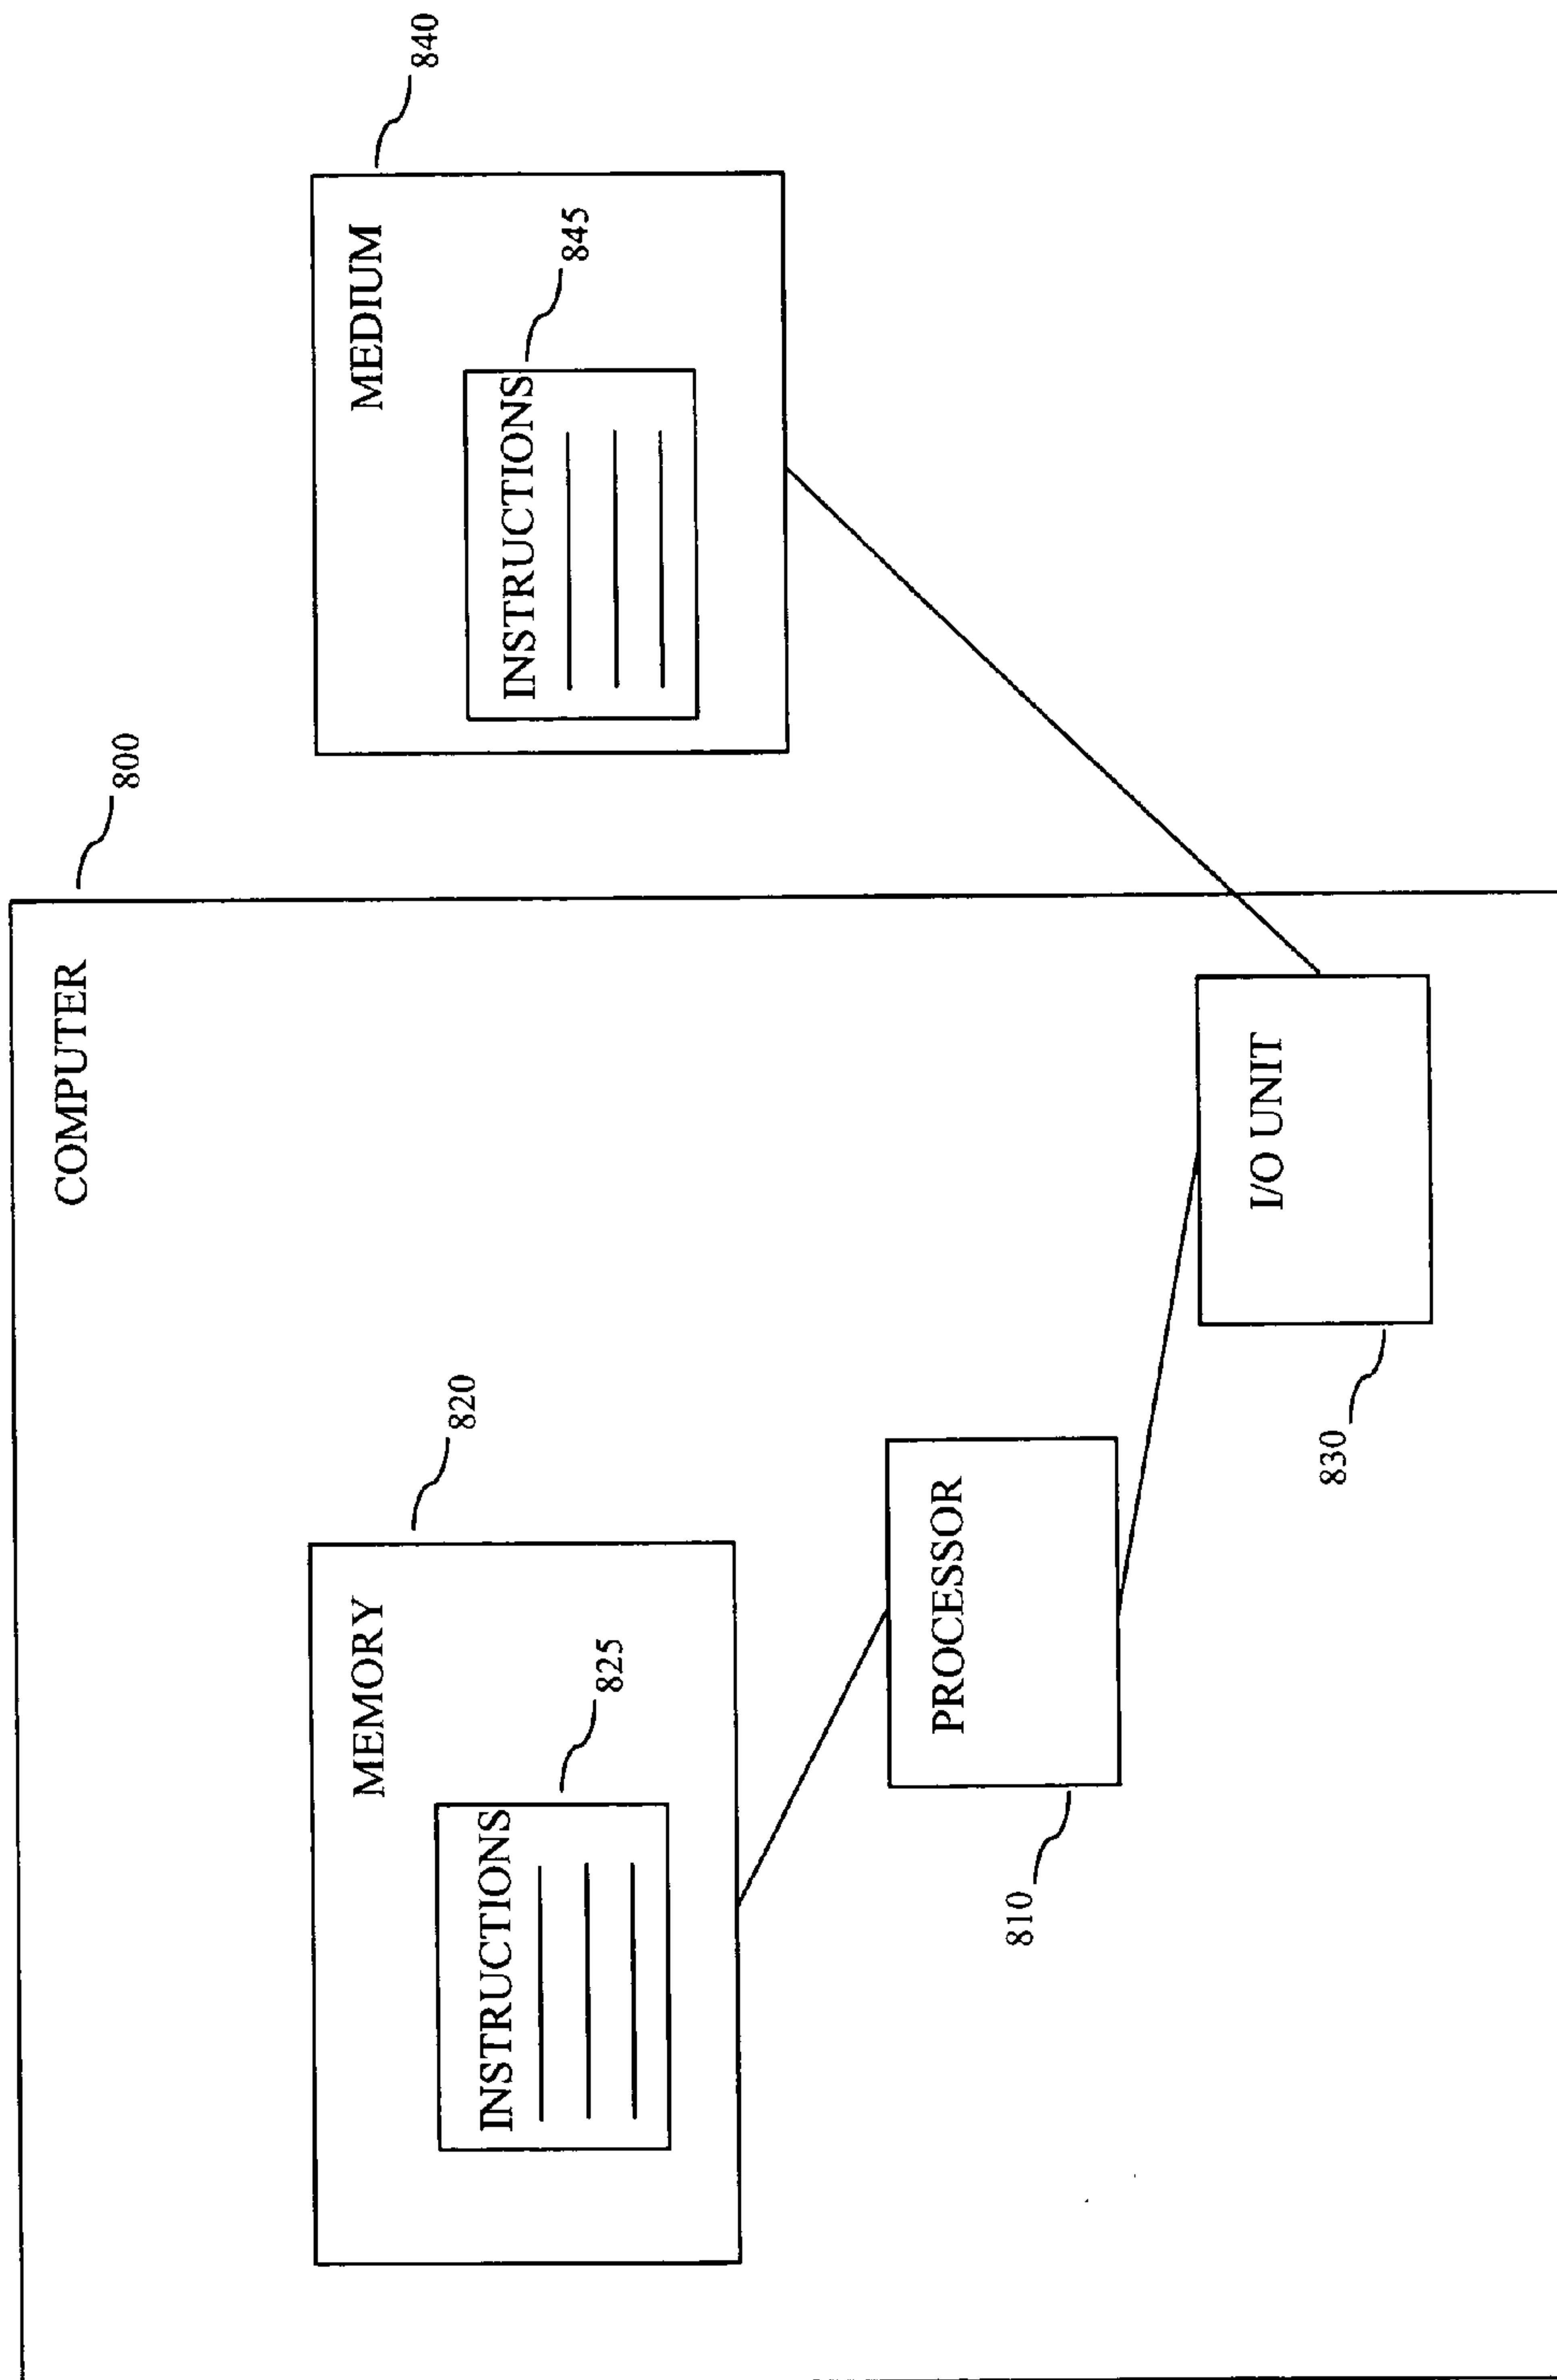 COMPUTER
800
MEMORY
820
INSTRUCTIONS
825
MEDIUM
840
INSTRUCTIONS
845
PROCESSOR
810
I/O UNIT
830